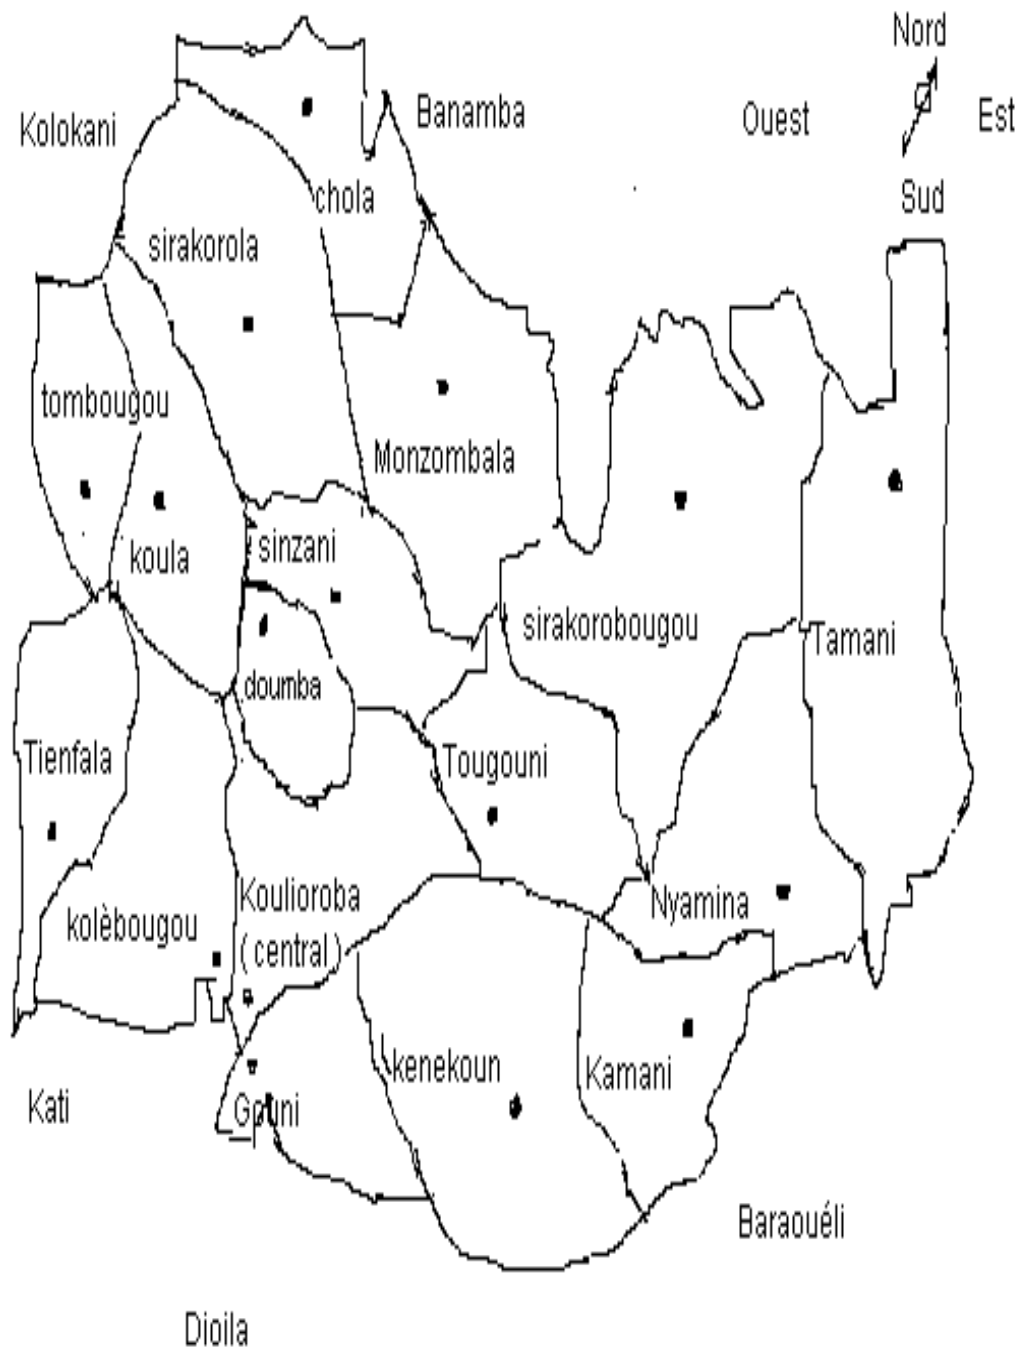 Nord
Kolokani
Banamba
Ouest
Est
chola
Sud
sirakorola
tombougou
Monzombala
koula
sinzani
sirakorobougou
Tamani
doumba
Tienfala
Tougouni
kolèbougou
Koulioroba
( central )
Nyamina
kenekoun
Kamani
Kati
Gouni
Baraouéli
Dioila